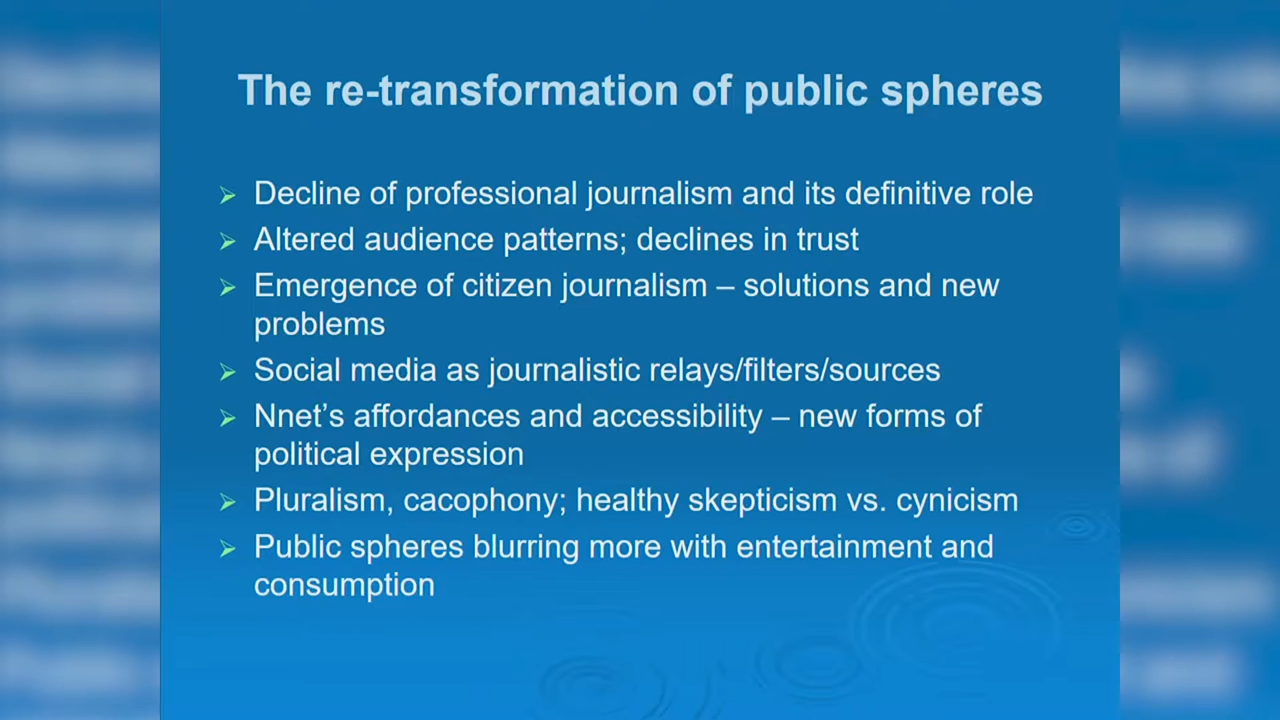 The re-transformation of public spheres
Decline of professional journalism and its definitive role
Altered audience patterns; declines in trust
Emergence of citizen journalism – solutions and new
problems
Social media as journalistic relays/filters/sources
Nnet’s affordances and accessibility – new forms of
political expression
Pluralism, cacophony; healthy skepticism vs. cynicism
Public spheres blurring more with entertainment and
consumption